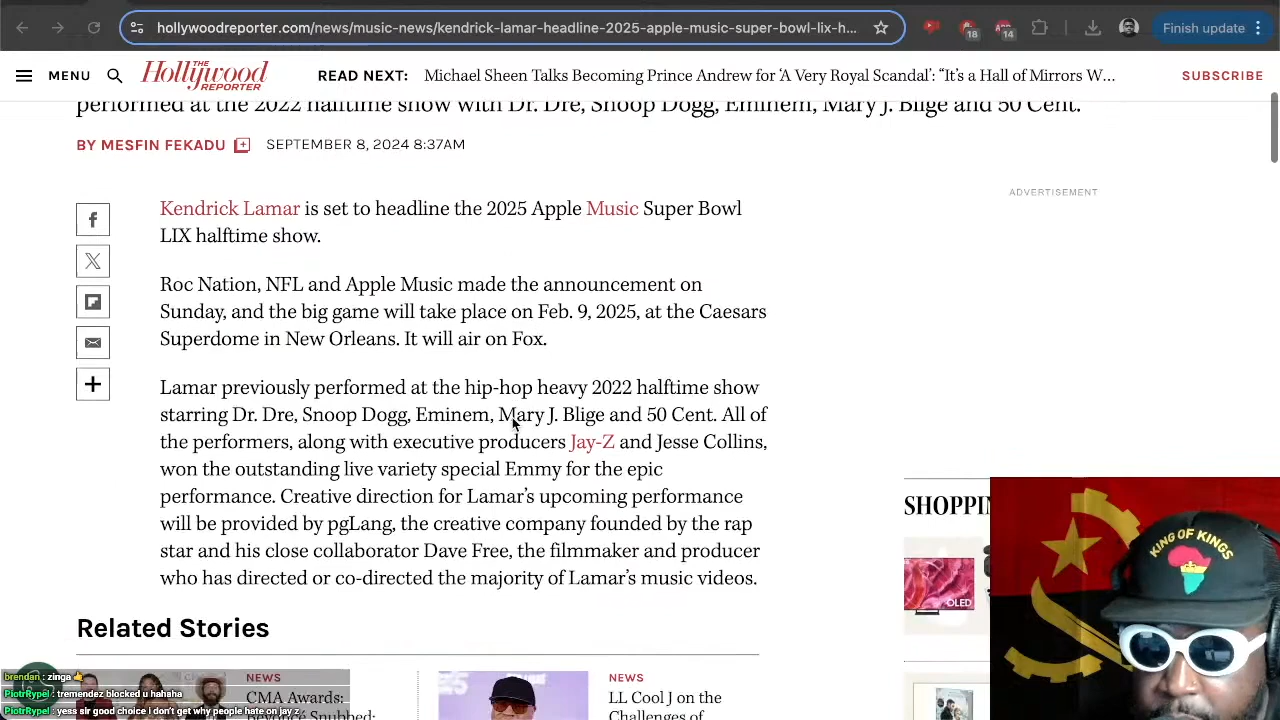 hollywoodreporter.com/news/music-news/kendrick-lamar-headline-2025-apple-music-super-bowl-lix-h...
18
14
Finish update
MENU
THE
Hollywood
REPORTER
READ NEXT: Michael Sheen Talks Becoming Prince Andrew for ‘A Very Royal Scandal’: “It’s a Hall of Mirrors W...
SUBSCRIBE
performed at the 2022 halftime show with Dr. Dre, Snoop Dogg, Eminem, Mary J. Blige and 50 Cent.
BY MESFIN FEKADU SEPTEMBER 8, 2024 8:37AM
ADVERTISEMENT
Kendrick Lamar is set to headline the 2025 Apple Music Super Bowl
LIX halftime show.
Roc Nation, NFL and Apple Music made the announcement on
Sunday, and the big game will take place on Feb. 9, 2025, at the Caesars
Superdome in New Orleans. It will air on Fox.
Lamar previously performed at the hip-hop heavy 2022 halftime show
starring Dr. Dre, Snoop Dogg, Eminem, Mary J. Blige and 50 Cent. All of
the performers, along with executive producers Jay-Z and Jesse Collins,
won the outstanding live variety special Emmy for the epic
performance. Creative direction for Lamar’s upcoming performance
will be provided by pgLang, the creative company founded by the rap
star and his close collaborator Dave Free, the filmmaker and producer
who has directed or co-directed the majority of Lamar’s music videos.
SHOPPIN
OLED
KING OF KINGS
Related Stories
NEWS
CMA Awards:
Beyoncé Snubbed;
NEWS
LL Cool J on the
Challenges of
brendan : zinga
PiotrRypel : tremendez blocked u hahaha
PiotrRypel : yess sir good choice i don't get why people hate on jay z